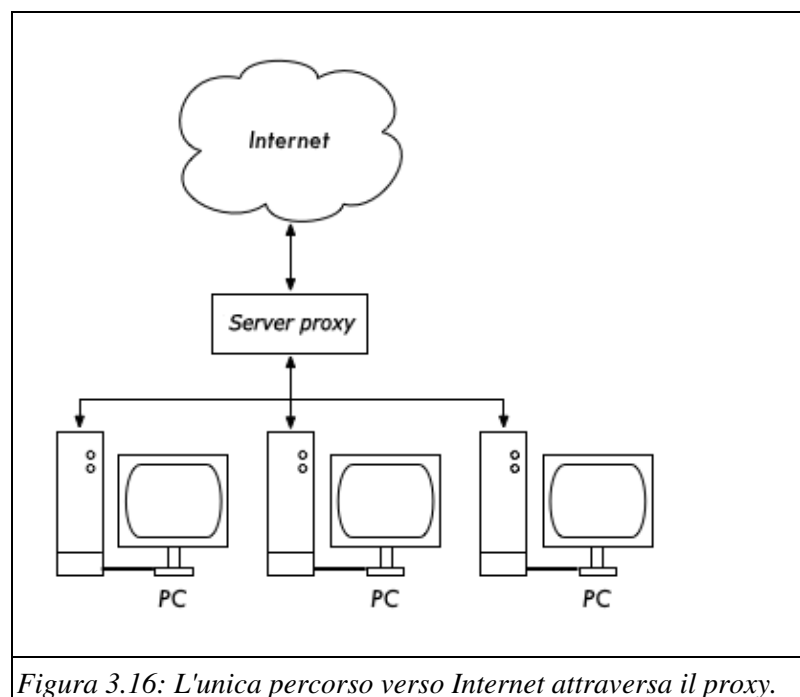 Internet
Server proxy
PC
PC
PC
Figura 3.16: L'unica percorso verso Internet attraversa il proxy.